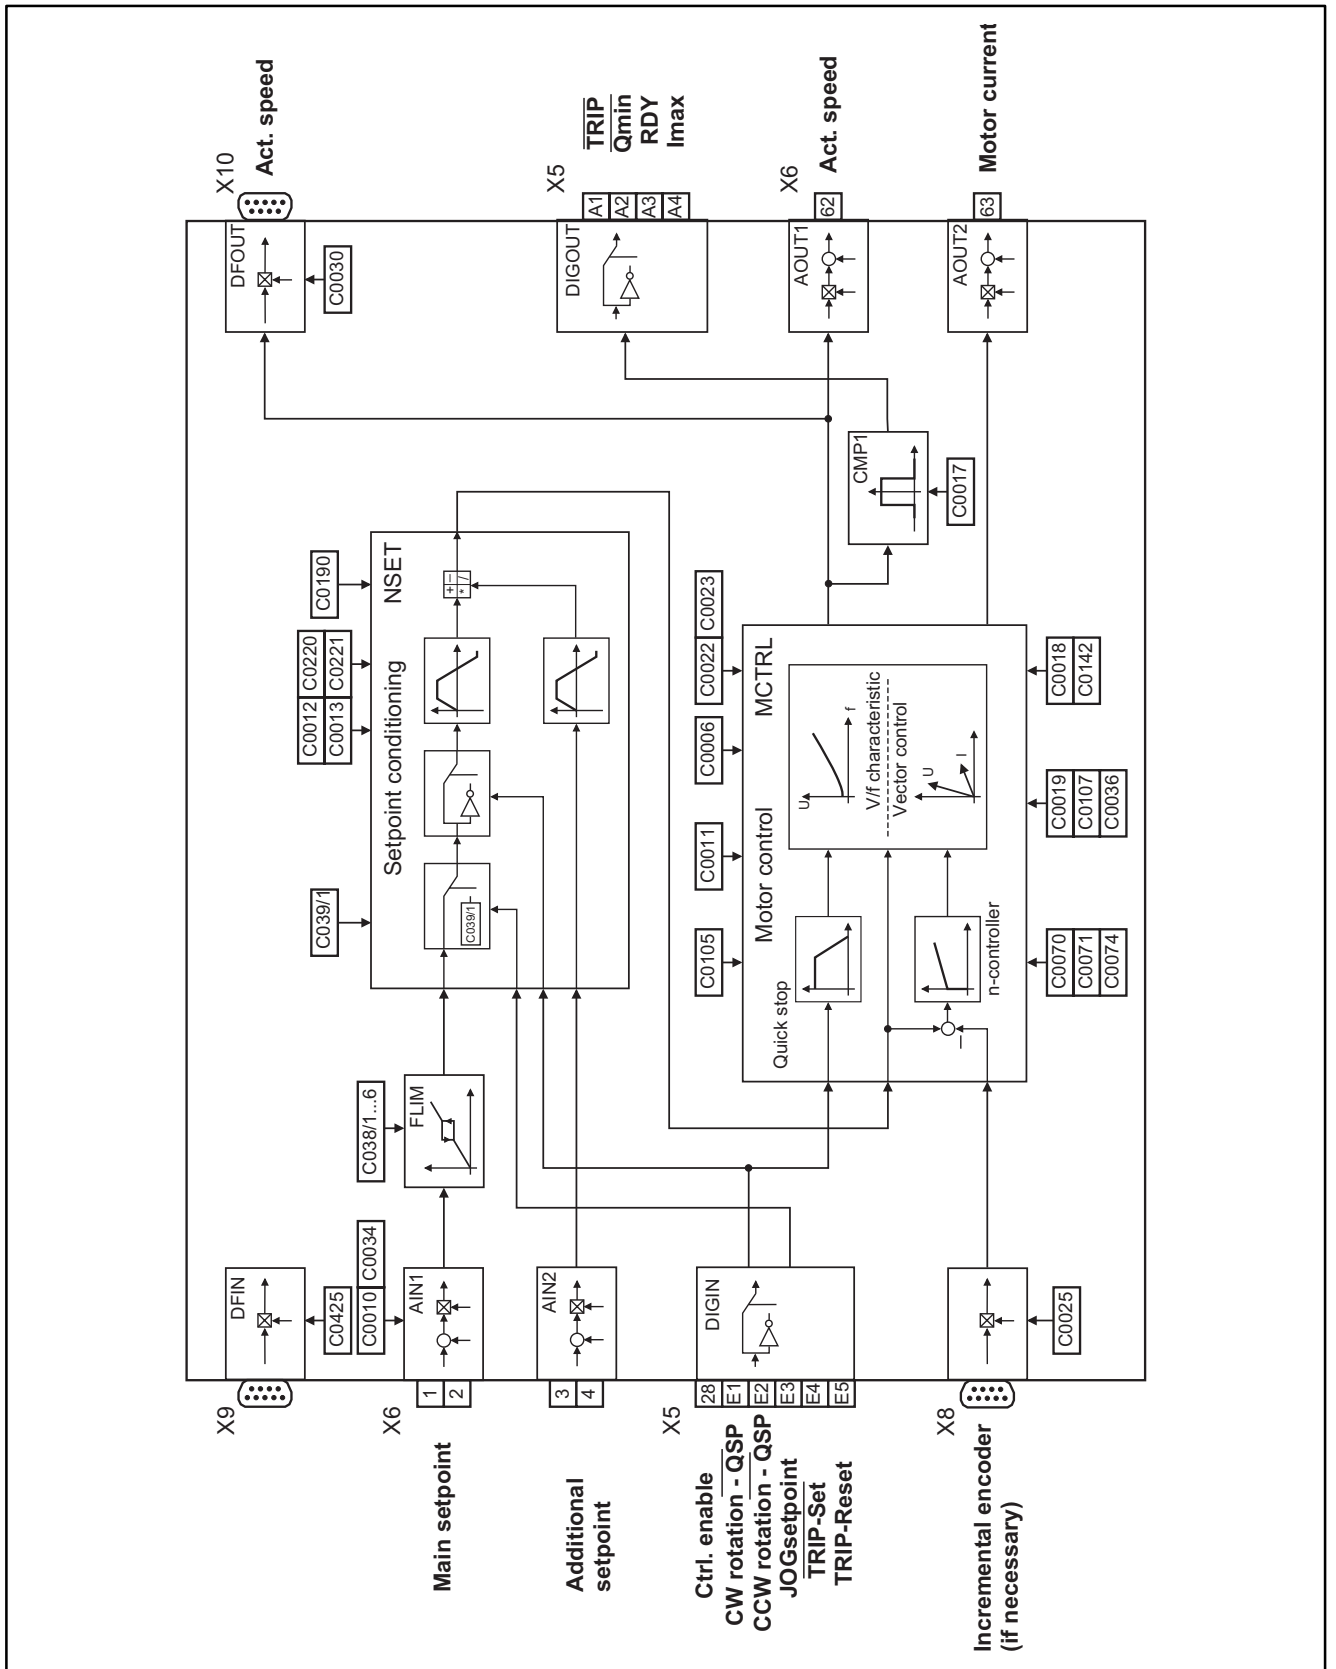 X9
DFIN
C0425
X6
1
2
Main setpoint
C0010
C0034
AIN1
3
4
Additional
setpoint
AIN2
X5
28
E1
E2
E3
E4
E5
Ctrl. enable
CW rotation - QSP
CCW rotation - QSP
JOGsetpoint
TRIP-Set
TRIP-Reset
DIGIN
X8
Incremental encoder
(if necessary)
C0025
C038/1...6
FLIM
C039/1
C0012
C0220
C0013
C0221
C0190
Setpoint conditioning
NSET
C039/1
+
–
*
/
C0105
C0011
C0006
C0022
C0023
Motor control
MCTRL
Quick stop
n-controller
U
f
V/f characteristic
Vector control
U
I
C0070
C0071
C0074
C0019
C0107
C0036
C0018
C0142
CMP1
C0017
DFOUT
C0030
X10
Act. speed
DIGOUT
X5
A1
A2
A3
A4
TRIP
Qmin
RDY
Imax
AOUT1
X6
62
Act. speed
AOUT2
63
Motor current